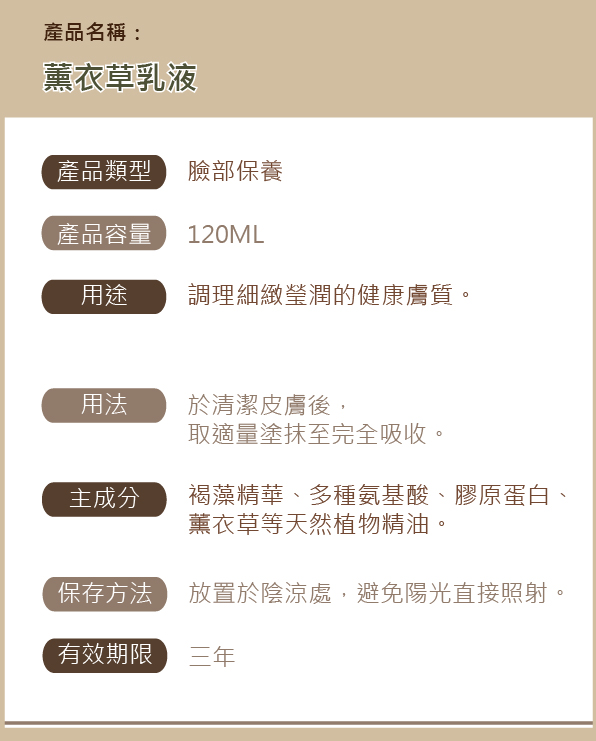 產品名稱：
薰衣草乳液
產品類型 臉部保養
產品容量 120ML
用途 調理細緻瑩潤的健康膚質。
用法 於清潔皮膚後，
取適量塗抹至完全吸收。
主成分 褐藻精華、多種氨基酸、膠原蛋白、
薰衣草等天然植物精油。
保存方法 放置於陰涼處，避免陽光直接照射。
有效期限 三年